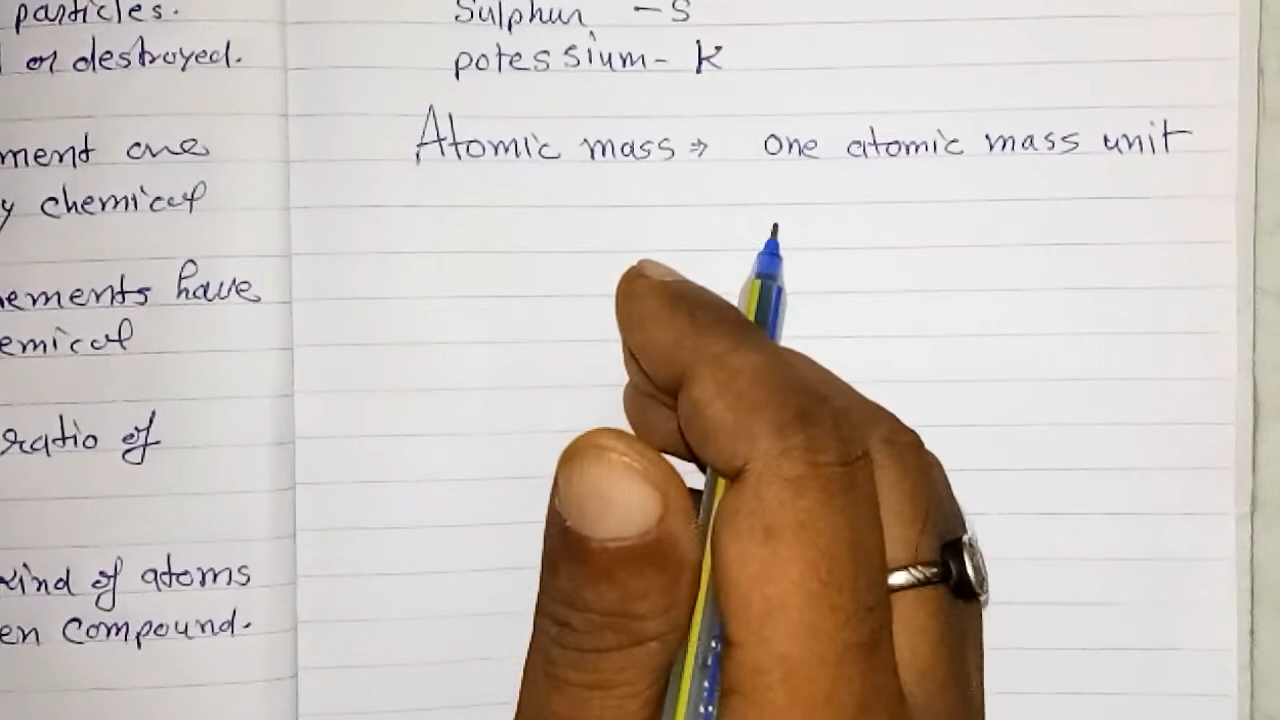 particles.
or destroyed.
ment are
y chemical
ements have
emical
ratio of
kind of atoms
en compound.
Sulphur - S
potessium - K
Atomic mass ⇒ one atomic mass unit